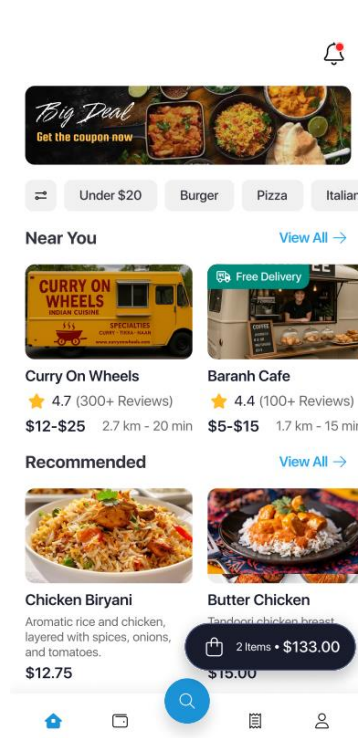 Big Deal
Get the coupon now
Under $20
Burger
Pizza
Italian
Near You
View All →
CURRY ON
WHEELS
INDIAN CUISINE
SPECIALTIES
Free Delivery
COFFEE
Curry On Wheels
Baranh Cafe
4.7 (300+ Reviews)
4.4 (100+ Reviews)
$12-$25 2.7 km - 20 min
$5-$15 1.7 km - 15 min
Recommended
View All →
Chicken Biryani
Butter Chicken
Aromatic rice and chicken,
layered with spices, onions,
and tomatoes.
Tandoori chicken breast
2 Items • $133.00
$12.75
$15.00